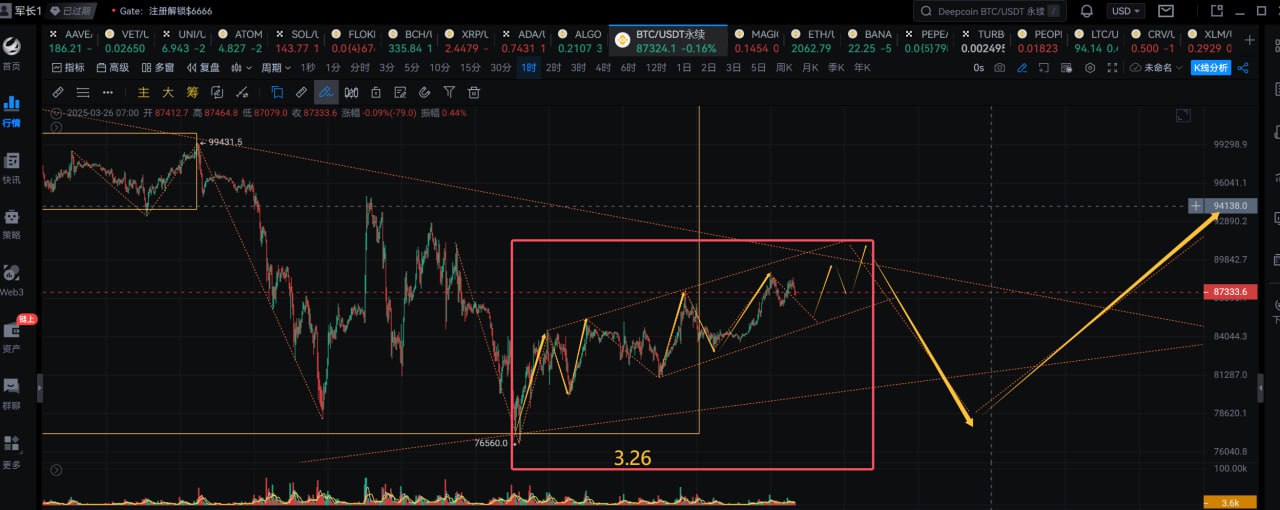 军长1 已过期 Gate：注册解锁$6666 Deepcoin BTC/USDT 永续 / USD
AAVE/ VET/U UNI/U ATOM SOL/U FLOKI BCH/U XRP/U ADA/U ALGO BTC/USDT永续 MAGIC ETH/U BANA PEPE/ TURB PEOPL LTC/U CRV/U XLM/U
186.21 - 0.02650 6.943 -2 4.827 -2 143.77 1 0.0(4)67 335.84 1 2.4479 - 0.7431 1 0.2107 3 87324.1 -0.16% 0.1454 0 2062.79 22.25 -5 0.0(5)79 0.002495 0.01823 94.14 0.4 0.500 -1 0.2929 0
首页
指标 高级 多窗 复盘 周期 1秒 1分 3分 5分 10分 15分 30分 1时 2时 3时 4时 6时 12时 1日 2日 3日 5日 周K 月K 季K 年K 0s 未命名 K线分析
主 大 筹
行情
2025-03-26 07:00 开 87412.7 高 87464.8 低 87079.0 收 87333.6 涨幅 -0.09%(-79.0) 振幅 0.44%
99431.5
99298.9
快讯
96041.1
94138.0
92890.2
策略
89842.7
Web3
87333.6
链上
84044.3
资产
81287.0
群聊
78620.1
76560.0
76040.8
3.26
更多
100.00k
3.6k